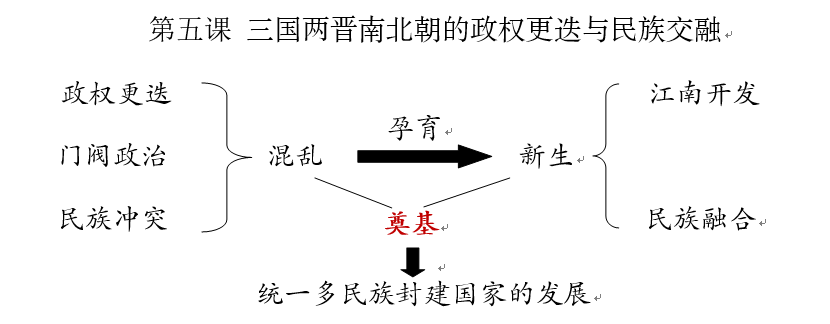 第五课 三国两晋南北朝的政权更迭与民族交融
政权更迭
门阀政治
民族冲突
混乱
孕育
新生
江南开发
民族融合
奠基
统一多民族封建国家的发展